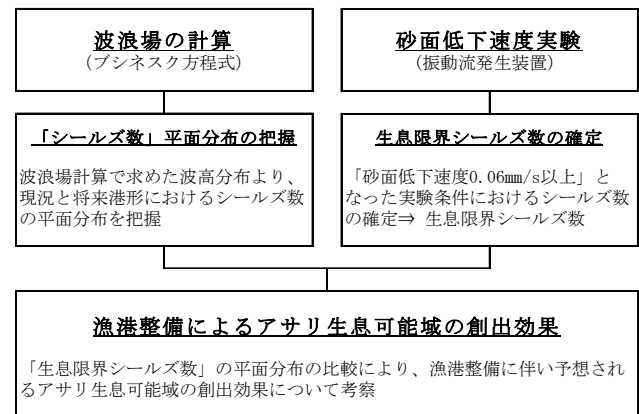 波浪場の計算
(ブシネスク方程式)
砂面低下速度実験
(振動流発生装置)
「シールズ数」平面分布の把握
波浪場計算で求めた波高分布より、
現況と将来港形におけるシールズ数
の平面分布を把握
生息限界シールズ数の確定
「砂面低下速度0.06mm/s以上」と
なった実験条件におけるシールズ数
の確定⇒ 生息限界シールズ数
漁港整備によるアサリ生息可能域の創出効果
「生息限界シールズ数」の平面分布の比較により、漁港整備に伴い予想され
るアサリ生息可能域の創出効果について考察